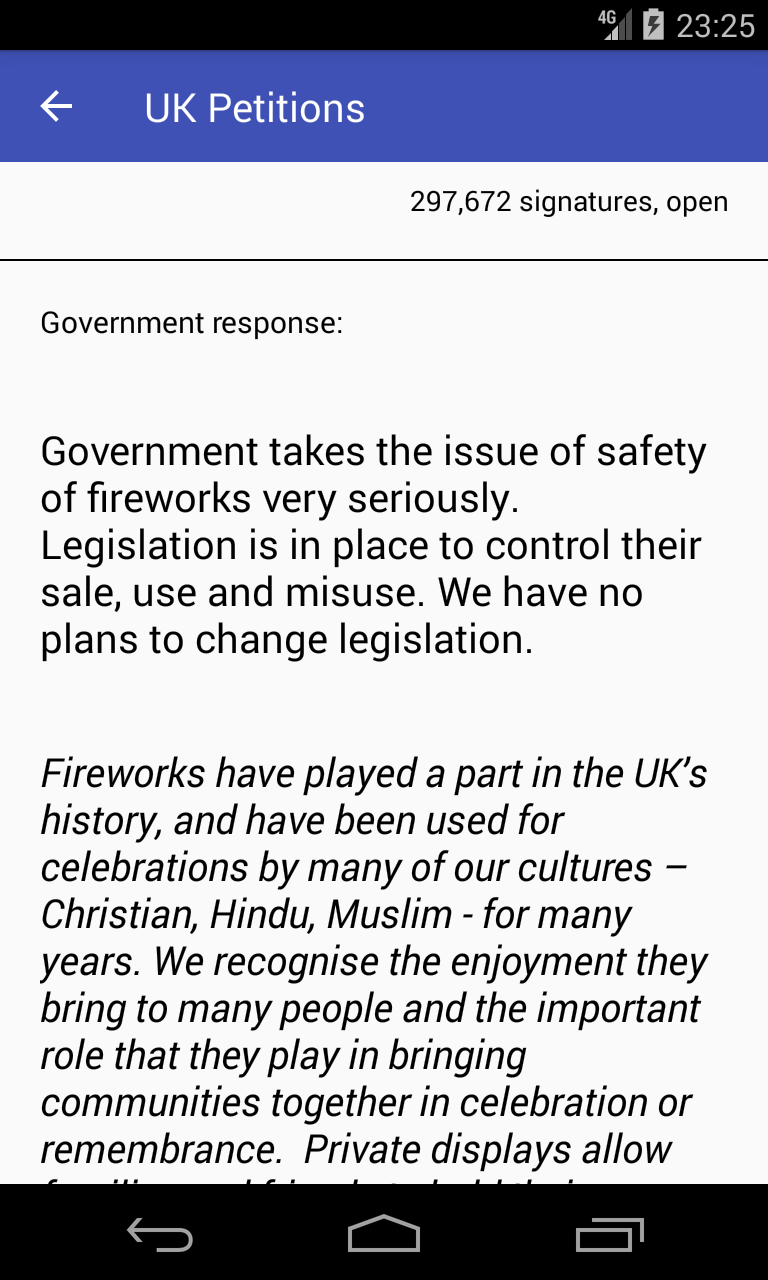 4G 23:25
UK Petitions
297,672 signatures, open
Government response:
Government takes the issue of safety
of fireworks very seriously.
Legislation is in place to control their
sale, use and misuse. We have no
plans to change legislation.
Fireworks have played a part in the UK’s
history, and have been used for
celebrations by many of our cultures –
Christian, Hindu, Muslim - for many
years. We recognise the enjoyment they
bring to many people and the important
role that they play in bringing
communities together in celebration or
remembrance.  Private displays allow